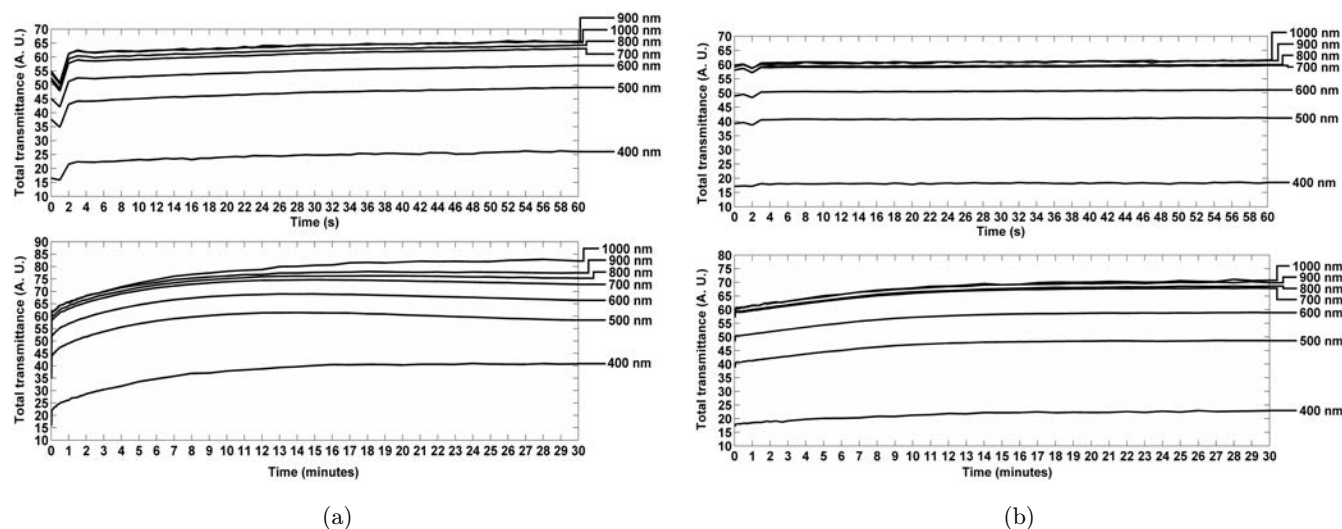 Total transmittance (A. U.)
70
65
60
55
50
45
40
35
30
25
20
15
10
0 2 4 6 8 10 12 14 16 18 20 22 24 26 28 30 32 34 36 38 40 42 44 46 48 50 52 54 56 58 60
Time (s)
900 nm
1000 nm
800 nm
700 nm
600 nm
500 nm
400 nm
Total transmittance (A. U.)
90
85
80
75
70
65
60
55
50
45
40
35
30
25
20
15
10
0 1 2 3 4 5 6 7 8 9 10 12 13 14 15 16 17 19 20 21 22 23 24 26 27 28 29 30
Time (minutes)
1000 nm
900 nm
800 nm
700 nm
600 nm
500 nm
400 nm
(a)
Total transmittance (A. U.)
70
65
60
55
50
45
40
35
30
25
20
15
10
0 2 4 6 8 10 12 14 16 18 20 22 24 26 28 30 32 34 36 38 40 42 44 46 48 50 52 54 56 58 60
Time (s)
1000 nm
900 nm
800 nm
700 nm
600 nm
500 nm
400 nm
Total transmittance (A. U.)
80
75
70
65
60
55
50
45
40
35
30
25
20
15
10
0 1 2 3 4 5 6 7 8 9 10 12 13 14 15 16 17 19 20 21 22 23 24 26 27 28 29 30
Time (minutes)
1000 nm
900 nm
800 nm
700 nm
600 nm
500 nm
400 nm
(b)